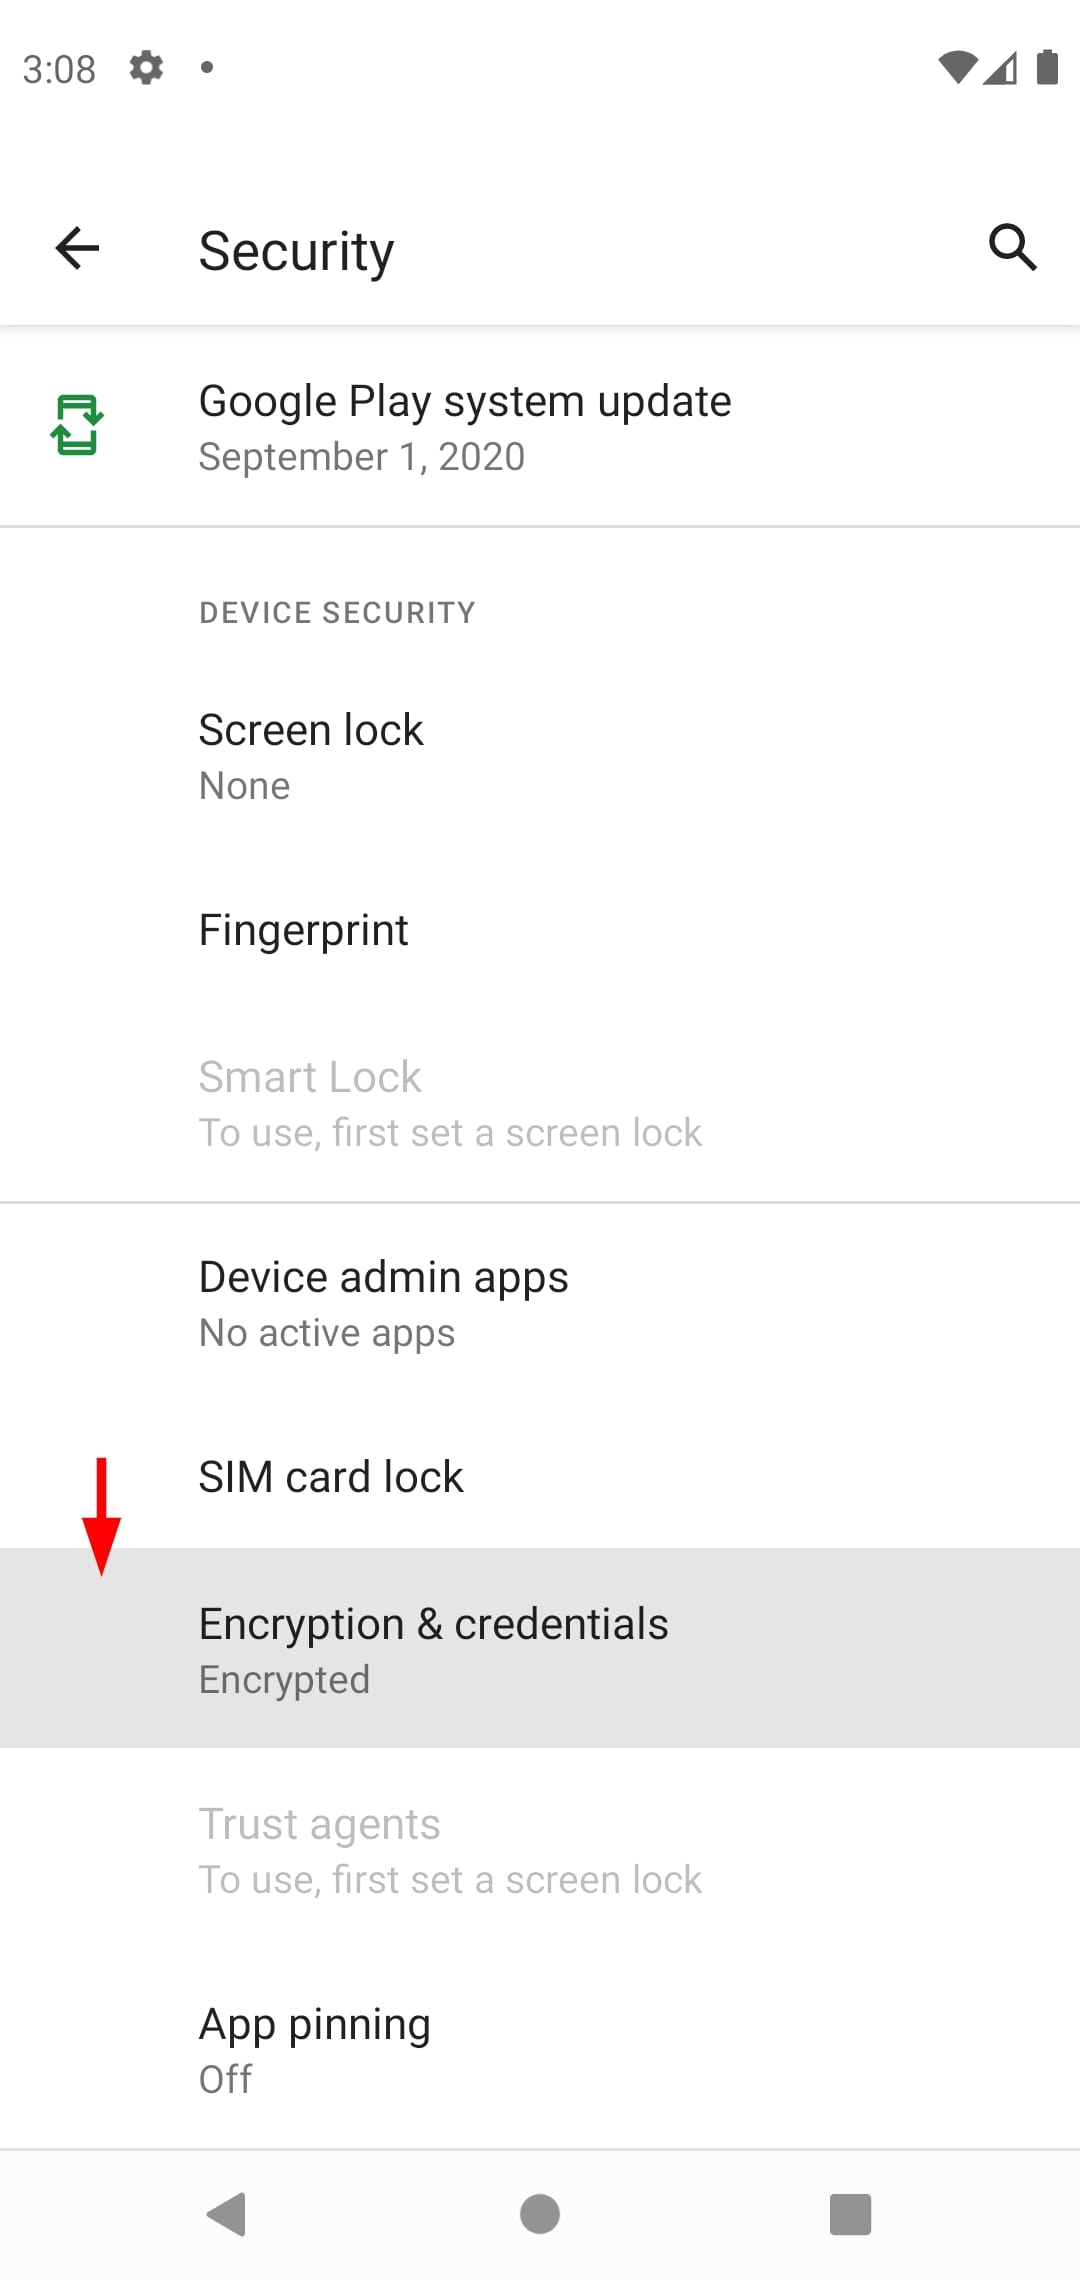 3:08
Security
Google Play system update
September 1, 2020
DEVICE SECURITY
Screen lock
None
Fingerprint
Smart Lock
To use, first set a screen lock
Device admin apps
No active apps
SIM card lock
Encryption & credentials
Encrypted
Trust agents
To use, first set a screen lock
App pinning
Off